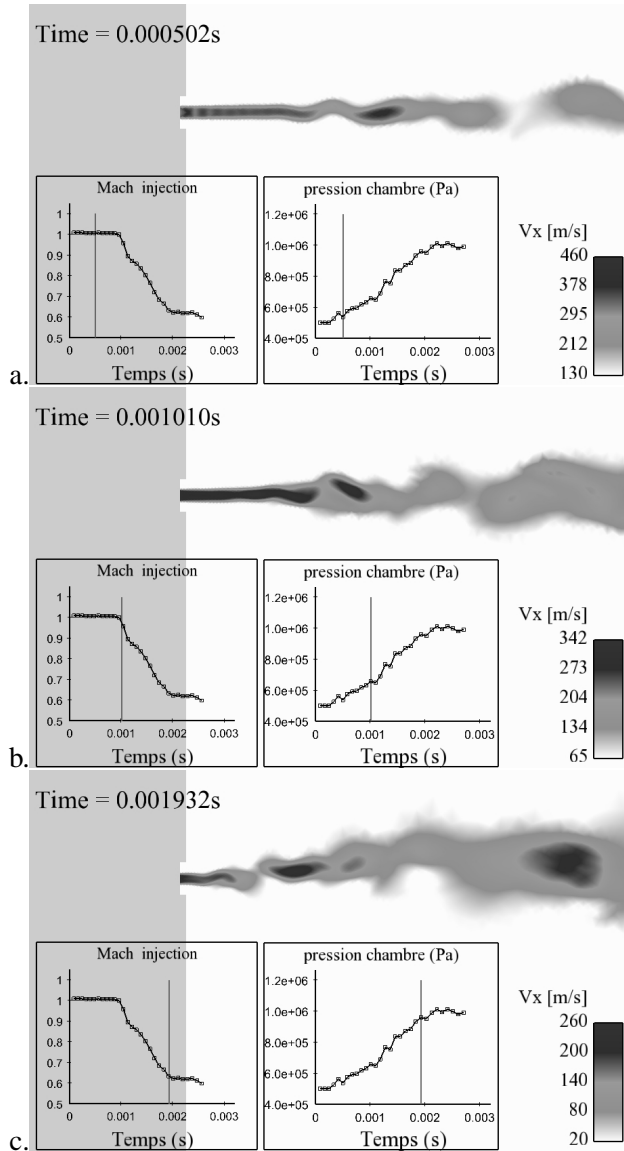 Time = 0.000502s
Mach injection
1.1
1
0.9
0.8
0.7
0.6
0.5
0 0.001 0.002 0.003
Temps (s)
pression chambre (Pa)
1.2e+06
1.0e+06
8.0e+05
6.0e+05
4.0e+05
0 0.001 0.002 0.003
Temps (s)
Vx [m/s]
460
378
295
212
130
a.
Time = 0.001010s
Mach injection
1.1
1
0.9
0.8
0.7
0.6
0.5
0 0.001 0.002 0.003
Temps (s)
pression chambre (Pa)
1.2e+06
1.0e+06
8.0e+05
6.0e+05
4.0e+05
0 0.001 0.002 0.003
Temps (s)
Vx [m/s]
342
273
204
134
65
b.
Time = 0.001932s
Mach injection
1.1
1
0.9
0.8
0.7
0.6
0.5
0 0.001 0.002 0.003
Temps (s)
pression chambre (Pa)
1.2e+06
1.0e+06
8.0e+05
6.0e+05
4.0e+05
0 0.001 0.002 0.003
Temps (s)
Vx [m/s]
260
200
140
80
20
c.